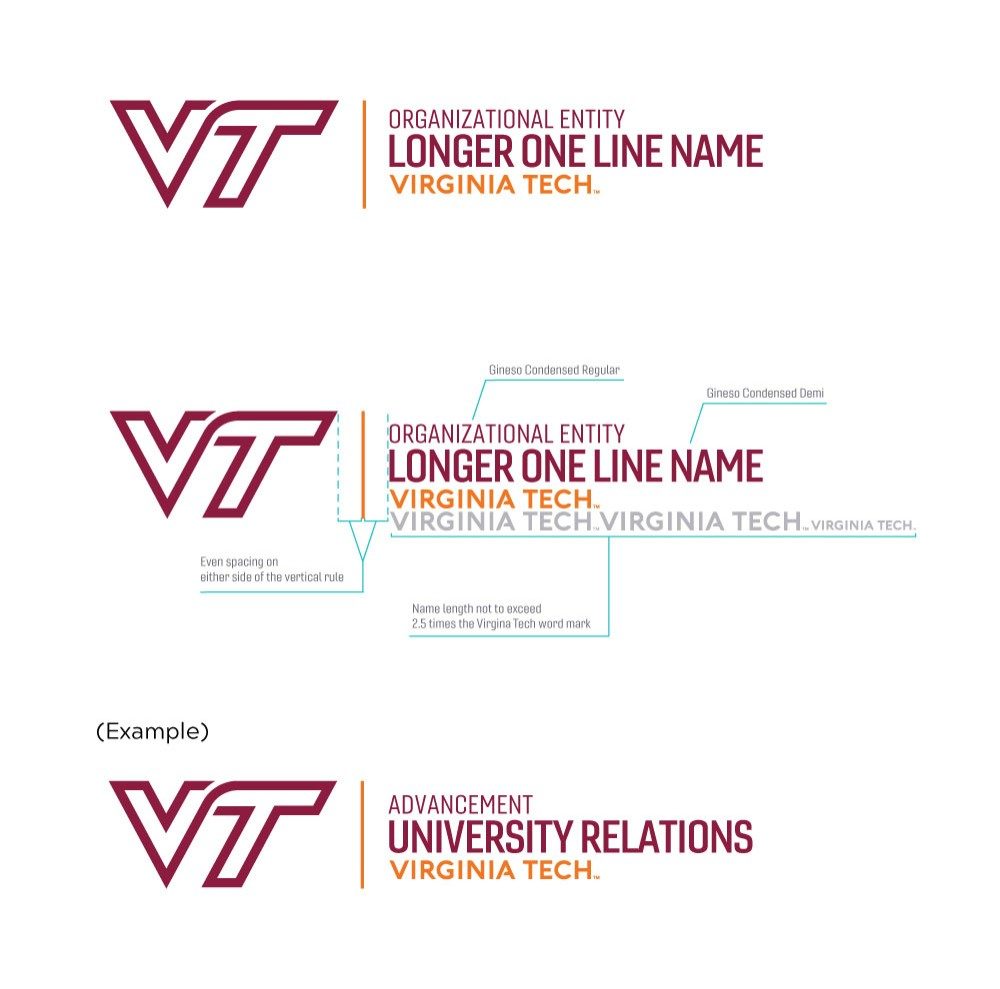 VT
ORGANIZATIONAL ENTITY
LONGER ONE LINE NAME
VIRGINIA TECH™
Gineso Condensed Regular
Gineso Condensed Demi
VT
ORGANIZATIONAL ENTITY
LONGER ONE LINE NAME
VIRGINIA TECH™
VIRGINIA TECH™ VIRGINIA TECH™ VIRGINIA TECH™
Even spacing on
either side of the vertical rule
Name length not to exceed
2.5 times the Virgina Tech word mark
(Example)
VT
ADVANCEMENT
UNIVERSITY RELATIONS
VIRGINIA TECH™